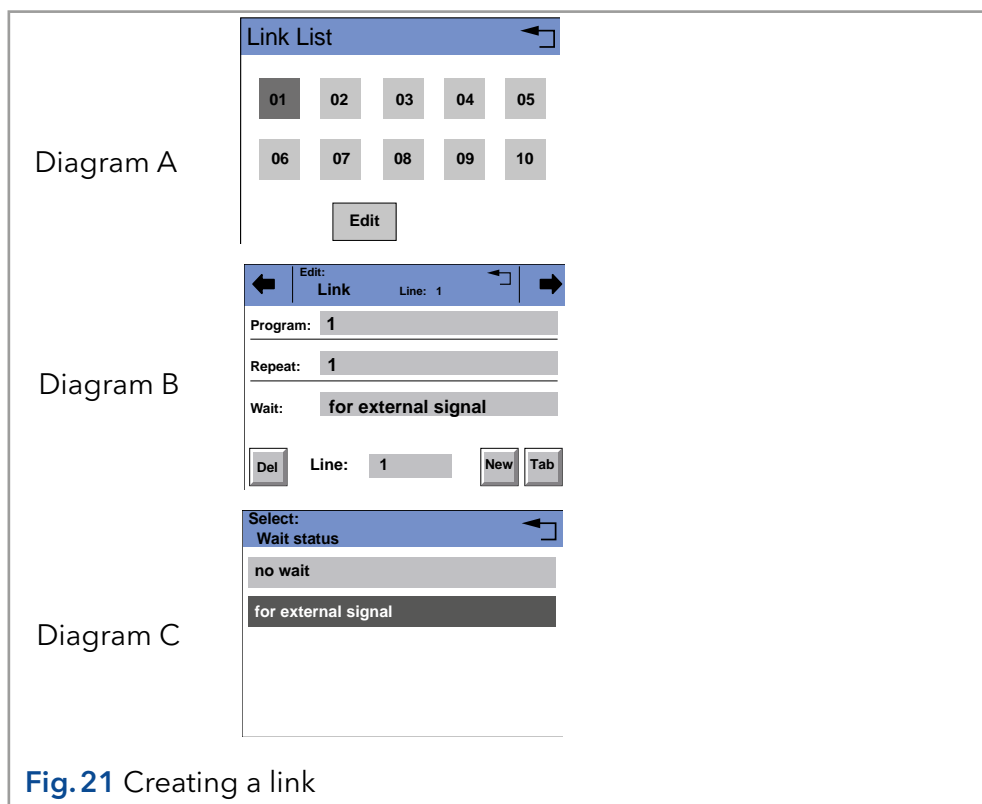 Link List
01 02 03 04 05
Diagram A
06 07 08 09 10
Edit
Edit:
Link Line: 1
Program: 1
Repeat: 1
Diagram B
Wait: for external signal
Del Line: 1 New Tab
Select:
Wait status
no wait
for external signal
Diagram C
Fig. 21 Creating a link